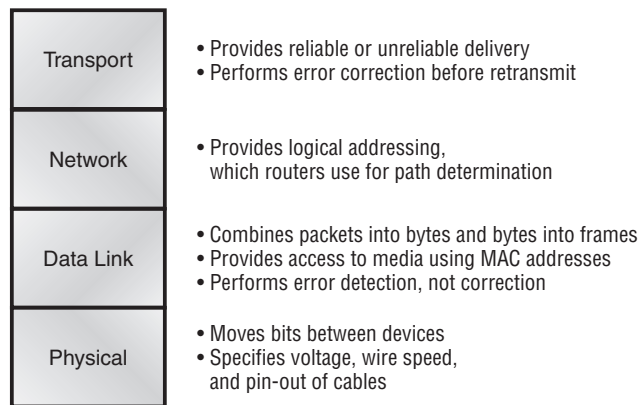 Transport
• Provides reliable or unreliable delivery
• Performs error correction before retransmit
Network
• Provides logical addressing,
which routers use for path determination
Data Link
• Combines packets into bytes and bytes into frames
• Provides access to media using MAC addresses
• Performs error detection, not correction
Physical
• Moves bits between devices
• Specifies voltage, wire speed,
and pin-out of cables